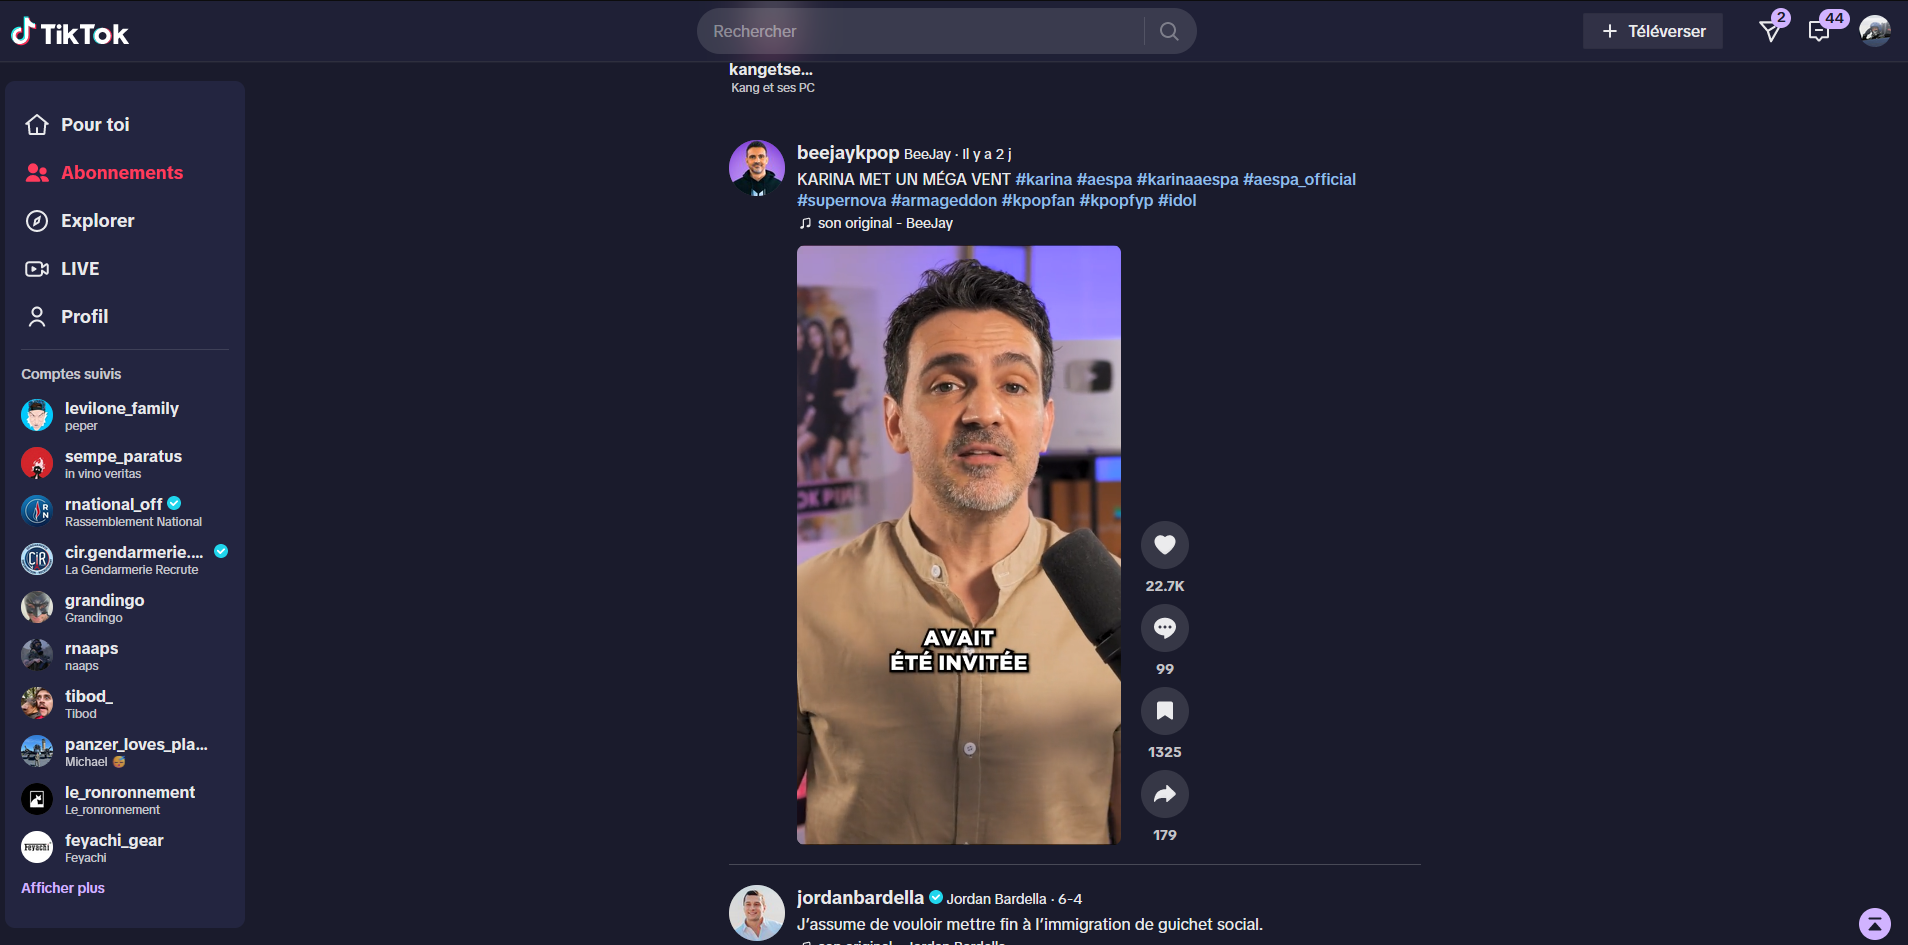 TikTok
Rechercher
Téléverser
2
44
Pour toi
Abonnements
Explorer
LIVE
Profil
Comptes suivis
levilone_family
peper
sempe_paratus
in vino veritas
rnational_off
Rassemblement National
cir.gendarmerie....
La Gendarmerie Recrute
grandingo
Grandingo
rnaaps
naaps
tibod_
Tibod
panzer_loves_pla...
Michael 😴
le_ronronnement
Le_ronronnement
feyachi_gear
Feyachi
Afficher plus
kangetse...
Kang et ses PC
beejaykpop BeeJay · Il y a 2 j
KARINA MET UN MÉGA VENT #karina #aespa #karinaaespa #aespa_official
#supernova #armageddon #kpopfan #kpopfyp #idol
son original - BeeJay
AVAIT
ÉTÉ INVITÉE
22.7K
99
1325
179
jordanbardella Jordan Bardella · 6-4
J’assume de vouloir mettre fin à l’immigration de guichet social.
son original - Jordan Bardella